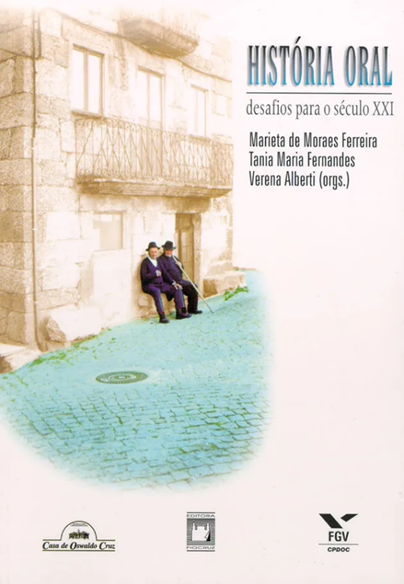 HISTÓRIA ORAL
desafios para o século XXI
Marieta de Moraes Ferreira
Tania Maria Fernandes
Verena Alberti (orgs.)
Casa de Oswaldo Cruz
EDITORA
FIOCRUZ
FGV
CPDOC